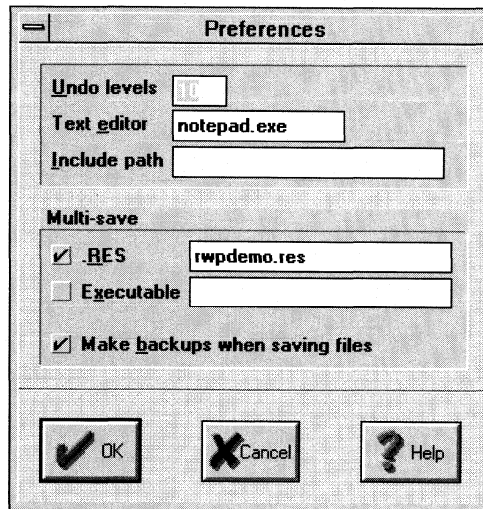 Preferences
Undo levels
Text editor notepad.exe
Include path
Multi-save
.RES rwpdemo.res
Executable
Make backups when saving files
OK Cancel Help